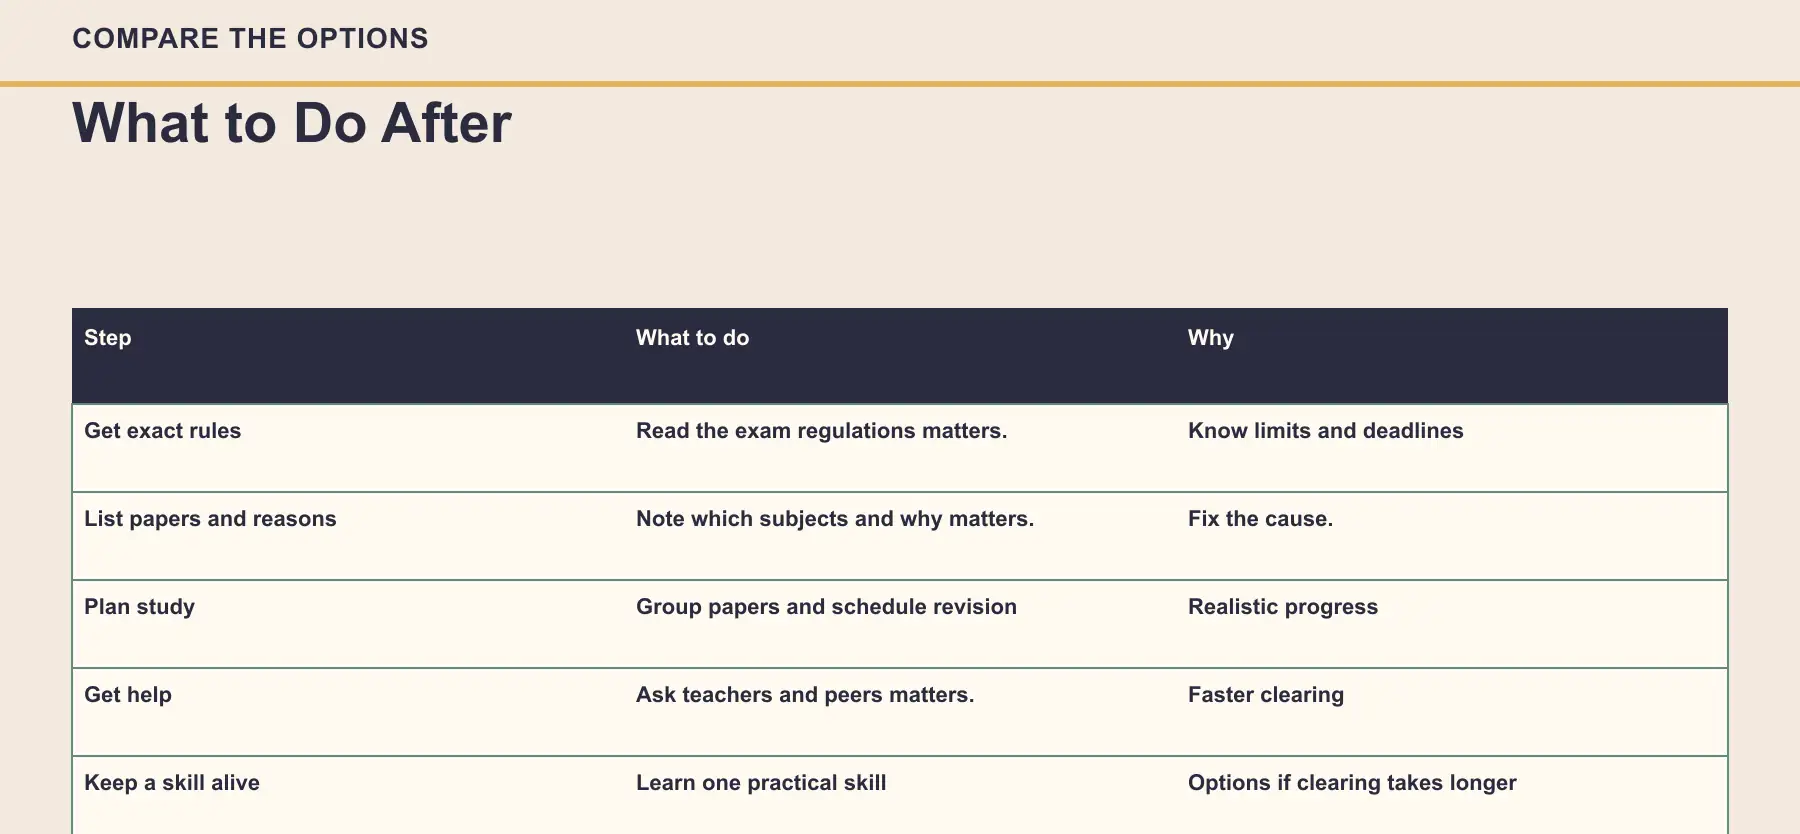 COMPARE THE OPTIONS
What to Do After
Step What to do Why
Get exact rules Read the exam regulations matters. Know limits and deadlines
List papers and reasons Note which subjects and why matters. Fix the cause.
Plan study Group papers and schedule revision Realistic progress
Get help Ask teachers and peers matters. Faster clearing
Keep a skill alive Learn one practical skill Options if clearing takes longer